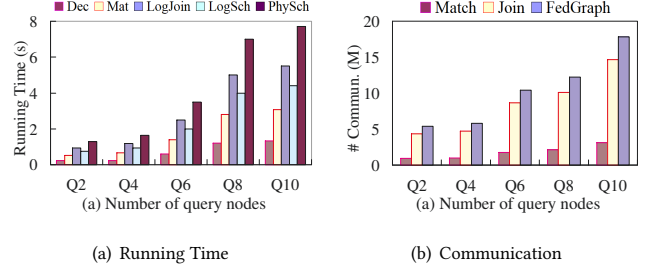 Dec Mat LogJoin LogSch PhySch
Running Time (s)
8
6
4
2
0
Q2 Q4 Q6 Q8 Q10
(a) Number of query nodes
(a) Running Time
Match Join FedGraph
# Commun. (M)
20
15
10
5
0
Q2 Q4 Q6 Q8 Q10
(a) Number of query nodes
(b) Communication